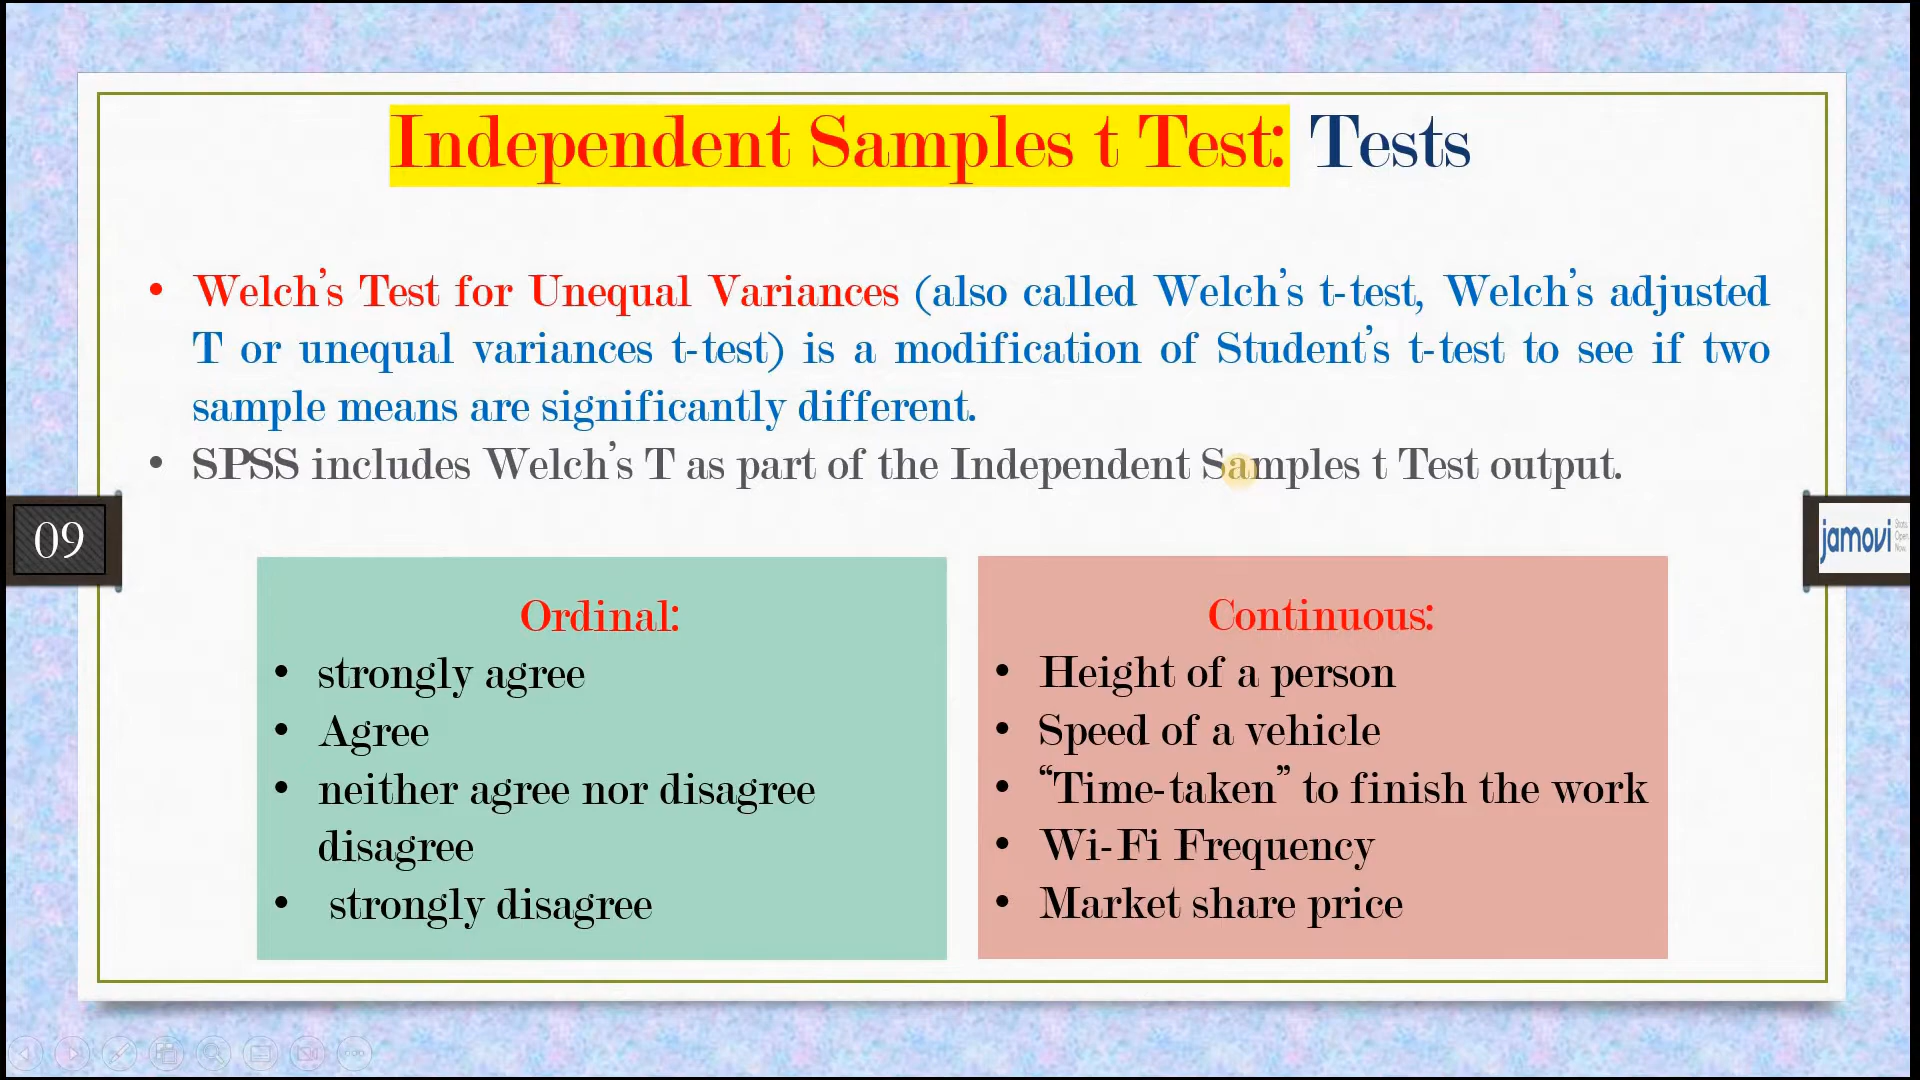 Independent Samples t Test: Tests
• Welch's Test for Unequal Variances (also called Welch's t-test, Welch's adjusted
T or unequal variances t-test) is a modification of Student's t-test to see if two
sample means are significantly different.
• SPSS includes Welch's T as part of the Independent Samples t Test output.
09
jamovi
Stats.
Open.
Now.
Ordinal:
• strongly agree
• Agree
• neither agree nor disagree
disagree
• strongly disagree
Continuous:
• Height of a person
• Speed of a vehicle
• “Time-taken” to finish the work
• Wi-Fi Frequency
• Market share price